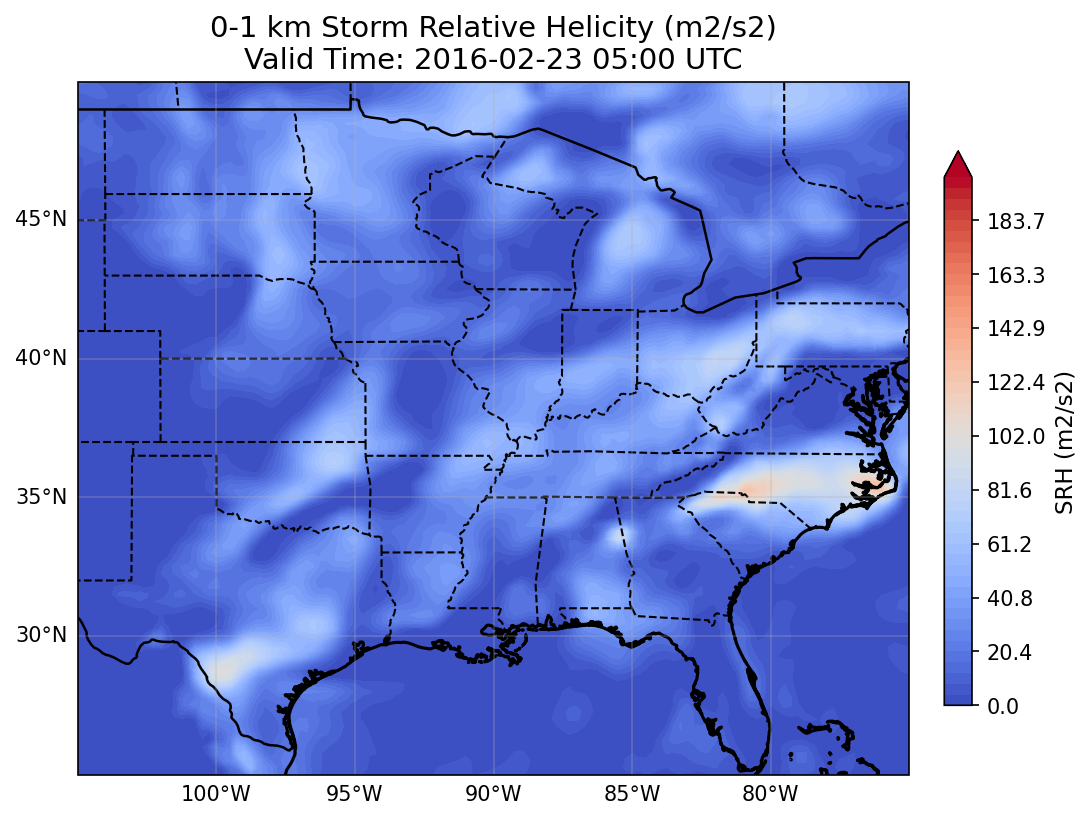 0-1 km Storm Relative Helicity (m2/s2)
Valid Time: 2016-02-23 05:00 UTC
45°N
40°N
35°N
30°N
100°W
95°W
90°W
85°W
80°W
183.7
163.3
142.9
122.4
102.0
81.6
61.2
40.8
20.4
0.0
SRH (m2/s2)